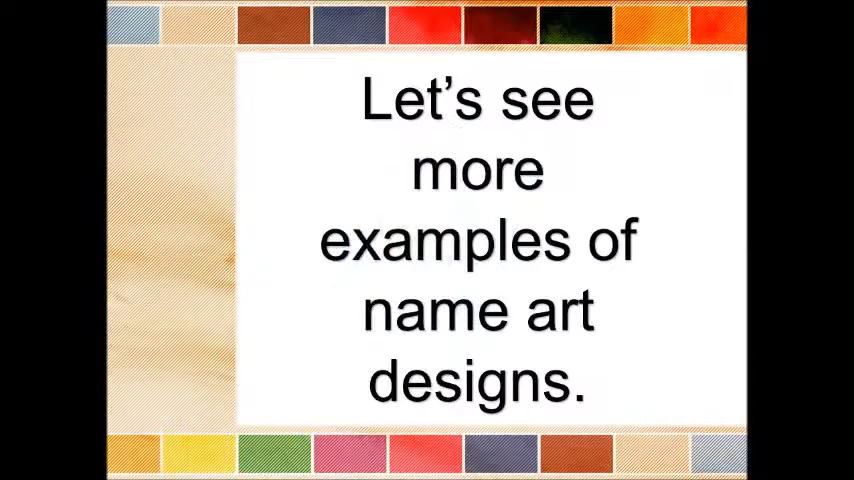 Let’s see
more
examples of
name art
designs.